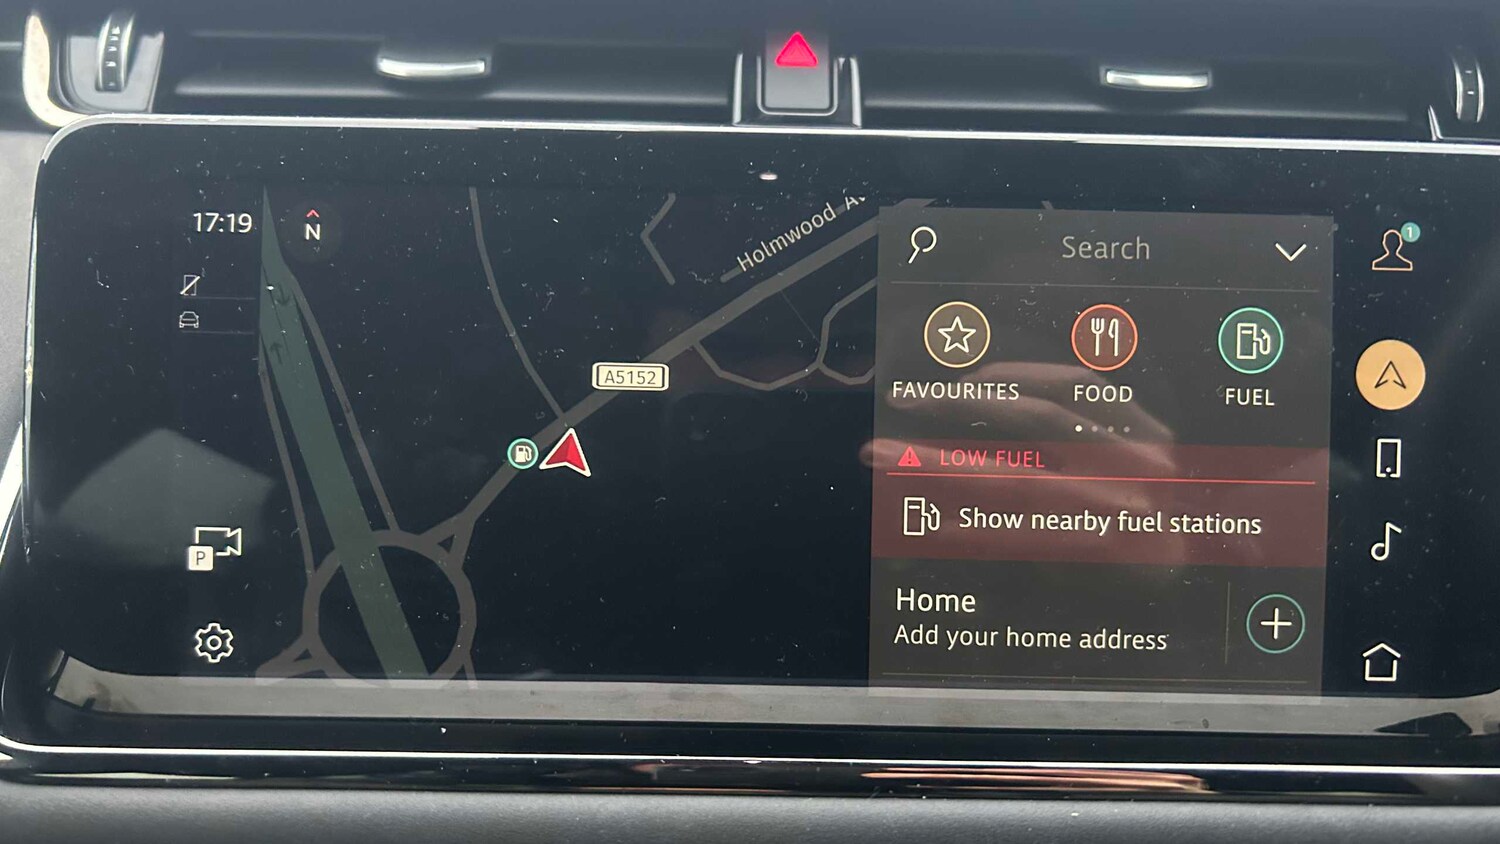 17:19
N
Holmwood
A5152
P
Search
1
FAVOURITES
FOOD
FUEL
LOW FUEL
Show nearby fuel stations
Home
Add your home address